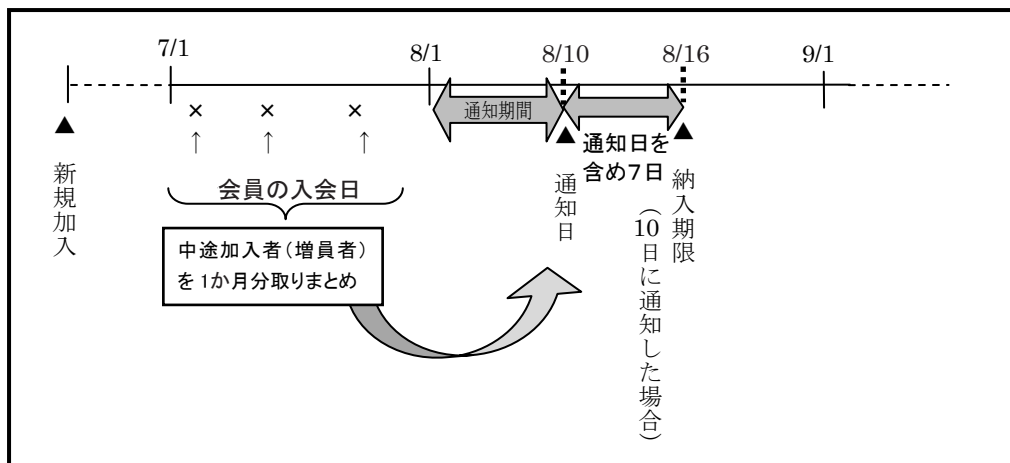 7/1
8/1
8/10
8/16
9/1
× × ×
↑ ↑ ↑
▲
新規加入
通知期間
▲
通知日
通知日を
含め7日
▲
納入期限
(10日に通知した場合)
会員の入会日
中途加入者(増員者)
を1か月分取りまとめ